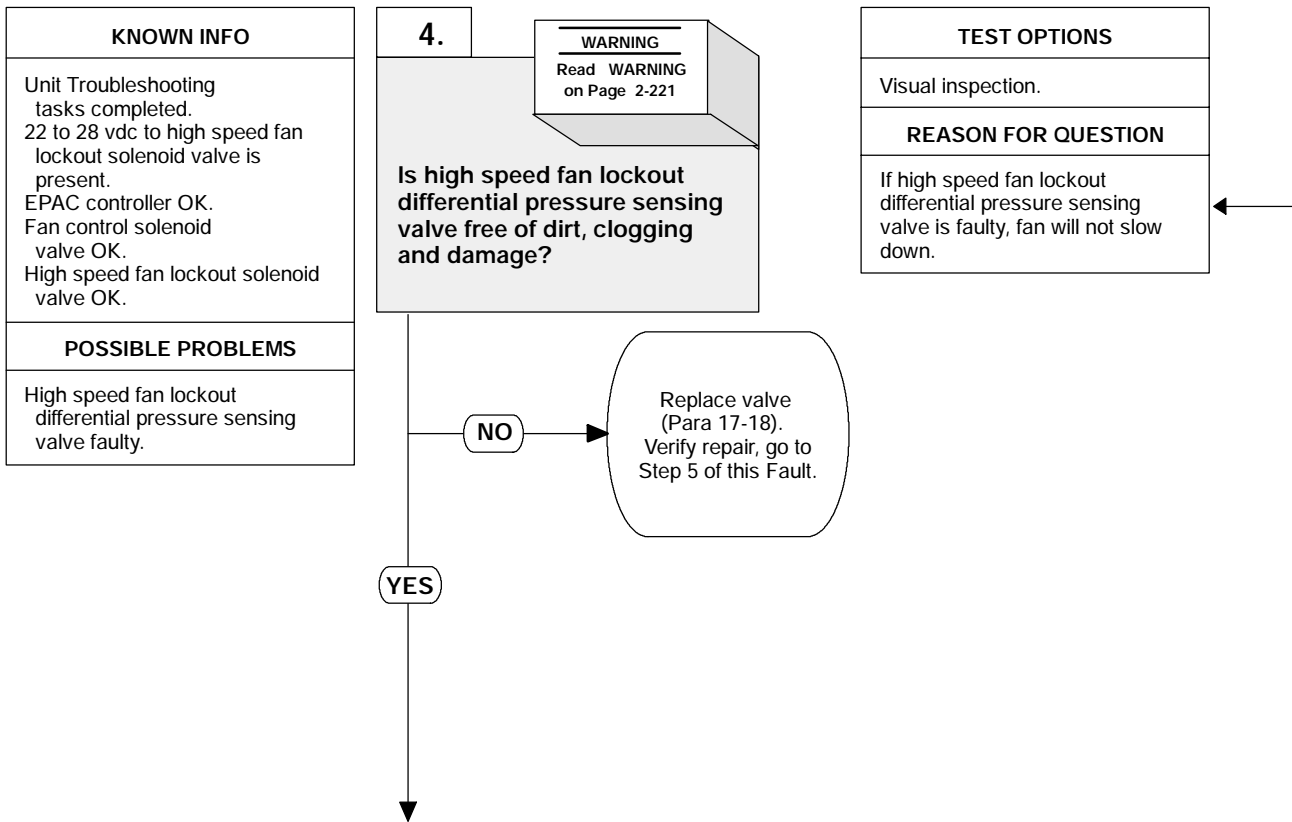 KNOWN INFO
Unit Troubleshooting
tasks completed.
22 to 28 vdc to high speed fan
lockout solenoid valve is
present.
EPAC controller OK.
Fan control solenoid
valve OK.
High speed fan lockout solenoid
valve OK.
POSSIBLE PROBLEMS
High speed fan lockout
differential pressure sensing
valve faulty.
4.
WARNING
Read WARNING
on Page 2-221
Is high speed fan lockout
differential pressure sensing
valve free of dirt, clogging
and damage?
TEST OPTIONS
Visual inspection.
REASON FOR QUESTION
If high speed fan lockout
differential pressure sensing
valve is faulty, fan will not slow
down.
NO
Replace valve
(Para 17-18).
Verify repair, go to
Step 5 of this Fault.
YES